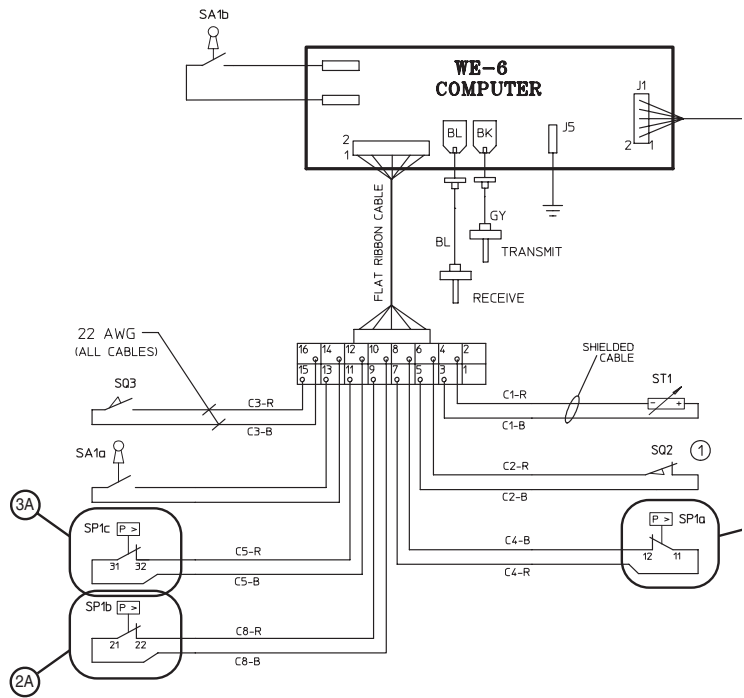 SA1b
WE-6
COMPUTER
J1
2
1
BL
BK
J5
2
1
FLAT RIBBON CABLE
GY
BL
TRANSMIT
RECEIVE
22 AWG
(ALL CABLES)
16 14 12 10 8 6 4 2
15 13 11 9 7 5 3 1
SHIELDED
CABLE
SQ3
C3-R
C3-B
ST1
C1-R
- +
C1-B
SA1a
SQ2 1
C2-R
C2-B
3A
SP1c P >
31 32
C5-R
C5-B
P > SP1a
C4-B
12 11
C4-R
SP1b P >
21 22
C8-R
C8-B
2A